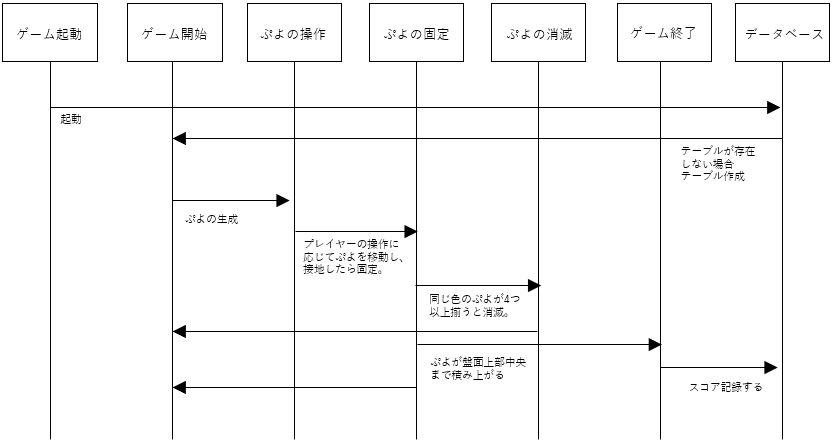 ゲーム起動
ゲーム開始
ぷよの操作
ぷよの固定
ぷよの消滅
ゲーム終了
データベース
起動
テーブルが存在
しない場合
テーブル作成
ぷよの生成
プレイヤーの操作に
応じてぷよを移動し、
接地したら固定。
同じ色のぷよが4つ
以上揃うと消滅。
ぷよが盤面上部中央
まで積み上がる
スコア記録する